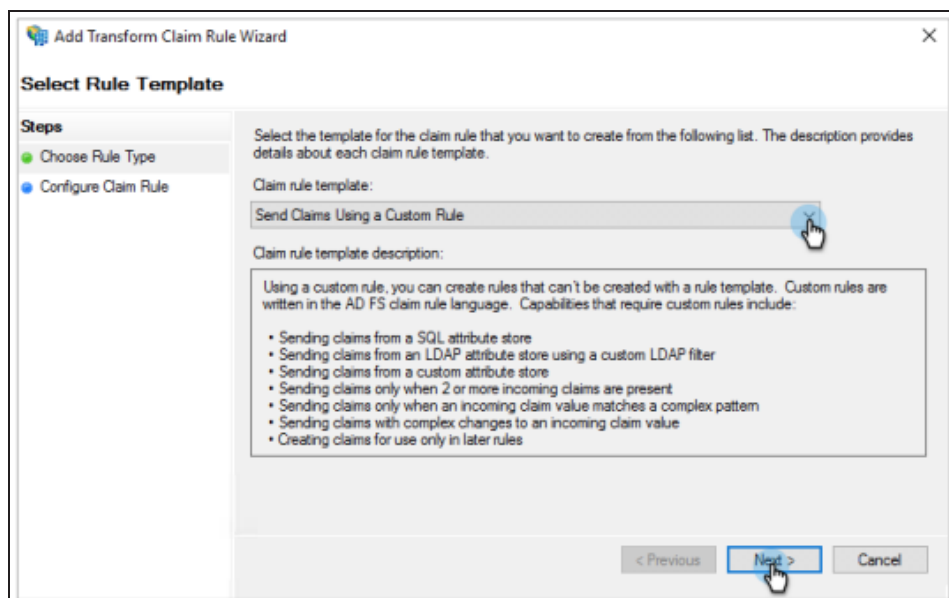 Add Transform Claim Rule Wizard
Select Rule Template
Steps
Choose Rule Type
Configure Claim Rule
Select the template for the claim rule that you want to create from the following list. The description provides
details about each claim rule template.
Claim rule template:
Send Claims Using a Custom Rule
Claim rule template description:
Using a custom rule, you can create rules that can't be created with a rule template. Custom rules are
written in the AD FS claim rule language. Capabilities that require custom rules include:
• Sending claims from a SQL attribute store
• Sending claims from an LDAP attribute store using a custom LDAP filter
• Sending claims from a custom attribute store
• Sending claims only when 2 or more incoming claims are present
• Sending claims only when an incoming claim value matches a complex pattern
• Sending claims with complex changes to an incoming claim value
• Creating claims for use only in later rules
< Previous
Next >
Cancel